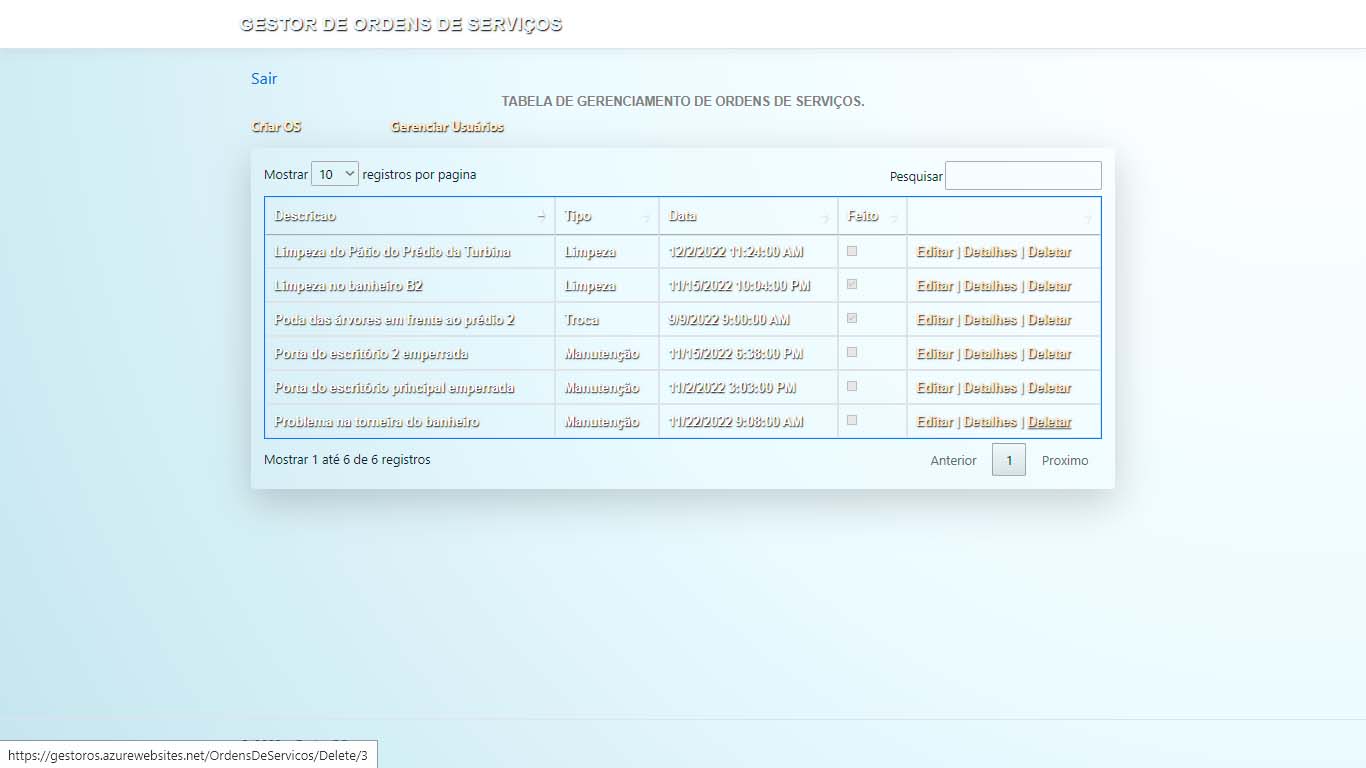 GESTOR DE ORDENS DE SERVIÇOS
Sair
TABELA DE GERENCIAMENTO DE ORDENS DE SERVIÇOS.
Criar OS Gerenciar Usuários
Mostrar 10 registros por pagina Pesquisar
Descricao Tipo Data Feito
Limpeza do Pátio do Prédio da Turbina Limpeza 12/2/2022 11:24:00 AM Editar | Detalhes | Deletar
Limpeza no banheiro B2 Limpeza 11/15/2022 10:04:00 PM Editar | Detalhes | Deletar
Poda das árvores em frente ao prédio 2 Troca 9/9/2022 9:00:00 AM Editar | Detalhes | Deletar
Porta do escritório 2 emperrada Manutenção 11/15/2022 6:38:00 PM Editar | Detalhes | Deletar
Porta do escritório principal emperrada Manutenção 11/2/2022 3:03:00 PM Editar | Detalhes | Deletar
Problema na torneira do banheiro Manutenção 11/22/2022 9:08:00 AM Editar | Detalhes | Deletar
Mostrar 1 até 6 de 6 registros Anterior 1 Proximo
https://gestoros.azurewebsites.net/OrdensDeServicos/Delete/3